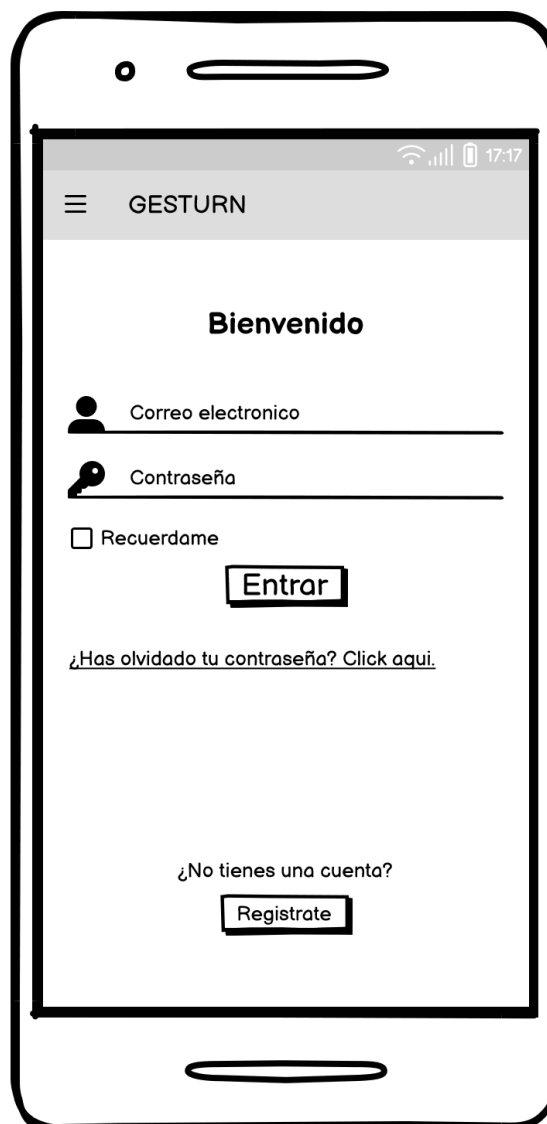 17:17
GESTURN
Bienvenido
Correo electronico
Contraseña
Recuerdame
Entrar
¿Has olvidado tu contraseña? Click aqui.
¿No tienes una cuenta?
Registrate